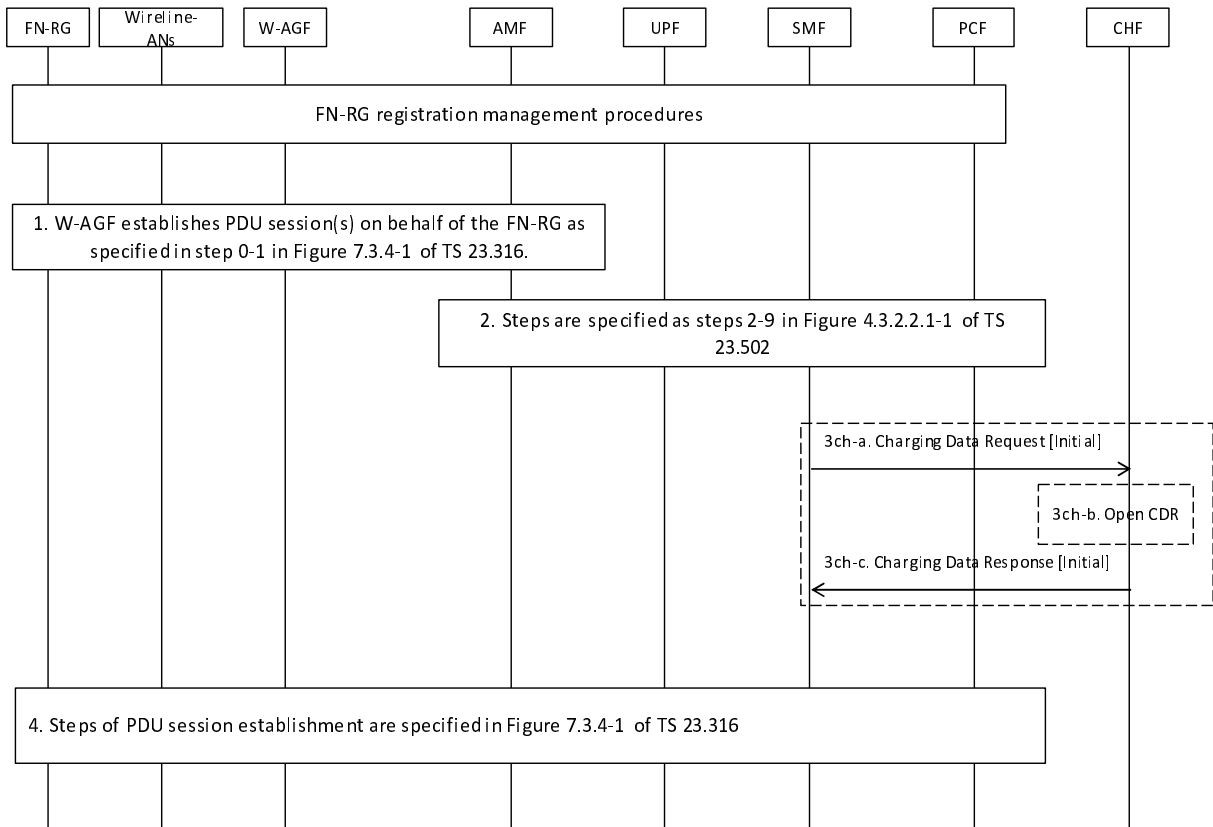 FN-RG
Wireline-
ANs
W-AGF
AMF
UPF
SMF
PCF
CHF
FN-RG registration management procedures
1. W-AGF establishes PDU session(s) on behalf of the FN-RG as
specified in step 0-1 in Figure 7.3.4-1 of TS 23.316.
2. Steps are specified as steps 2-9 in Figure 4.3.2.2.1-1 of TS
23.502
3ch-a. Charging Data Request [Initial]
3ch-b. Open CDR
3ch-c. Charging Data Response [Initial]
4. Steps of PDU session establishment are specified in Figure 7.3.4-1 of TS 23.316